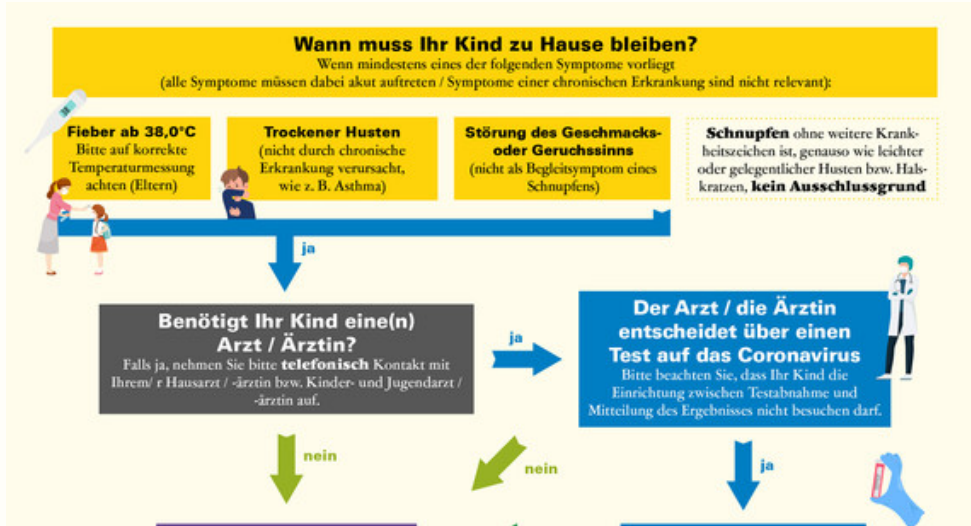 Wann muss Ihr Kind zu Hause bleiben?
Wenn mindestens eines der folgenden Symptome vorliegt
(alle Symptome müssen dabei akut auftreten / Symptome einer chronischen Erkrankung sind nicht relevant):
Fieber ab 38,0°C
Bitte auf korrekte
Temperaturmessung
achten (Eltern)
Trockener Husten
(nicht durch chronische
Erkrankung verursacht,
wie z. B. Asthma)
Störung des Geschmacks-
oder Geruchssinns
(nicht als Begleitsymptom eines
Schnupfens)
Schnupfen ohne weitere Krank-
heitszeichen ist, genauso wie leichter
oder gelegentlicher Husten bzw. Hals-
kratzen, kein Ausschlussgrund
ja
Benötigt Ihr Kind eine(n)
Arzt / Ärztin?
Falls ja, nehmen Sie bitte telefonisch Kontakt mit
Ihrem/ r Hausarzt / -ärztin bzw. Kinder- und Jugendarzt /
-ärztin auf.
ja
Der Arzt / die Ärztin
entscheidet über einen
Test auf das Coronavirus
Bitte beachten Sie, dass Ihr Kind die
Einrichtung zwischen Testabnahme und
Mitteilung des Ergebnisses nicht besuchen darf.
nein
nein
ja